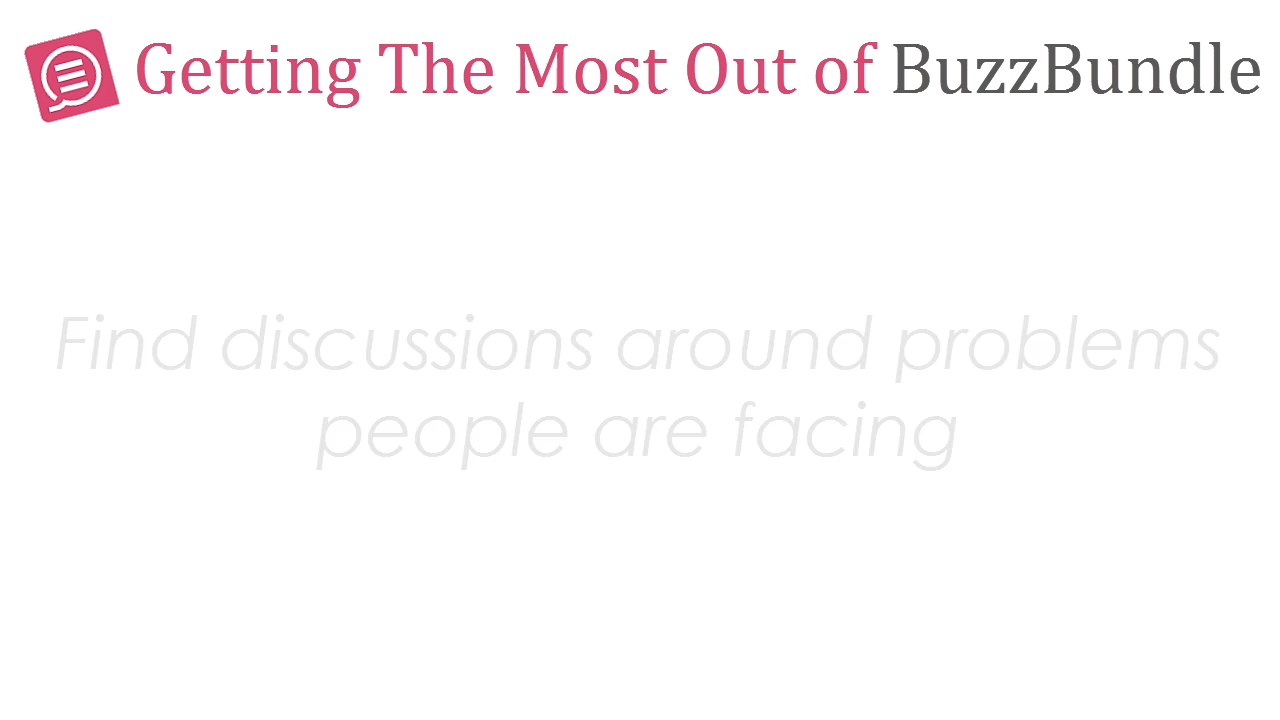 Getting The Most Out of BuzzBundle
Find discussions around problems
people are facing